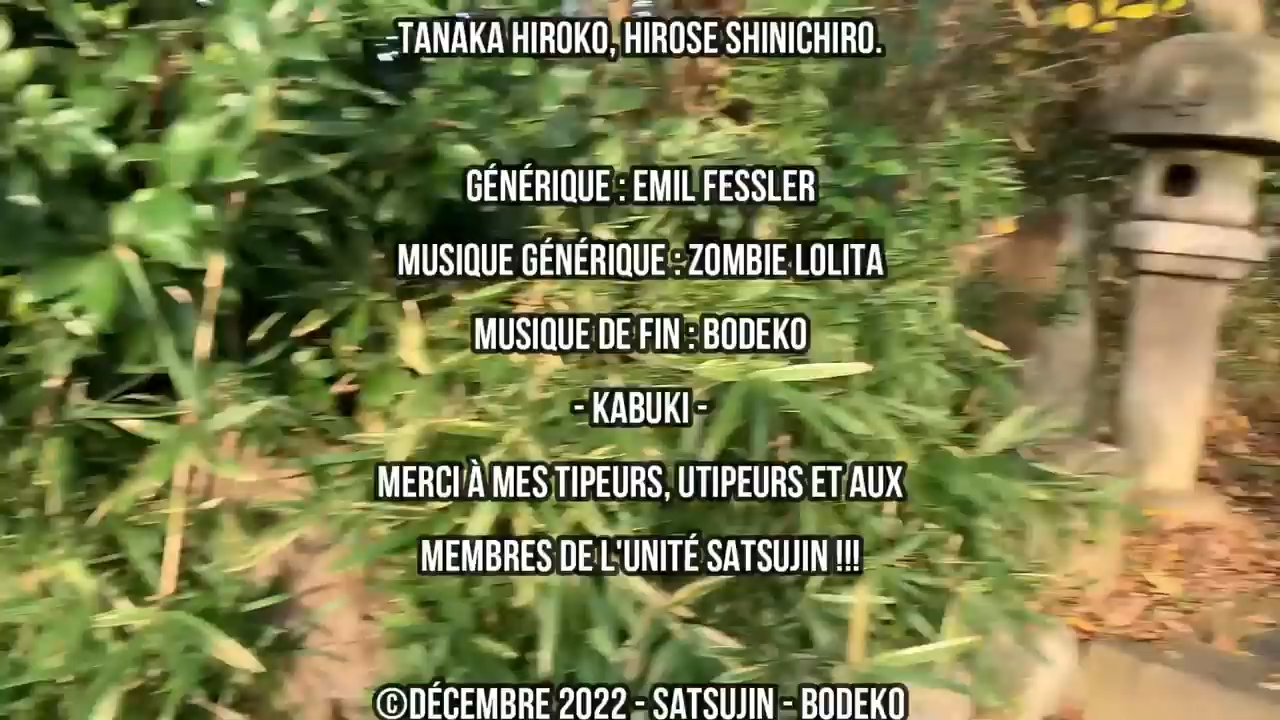 TANAKA HIROKO, HIROSE SHINICHIRO.
GÉNÉRIQUE : EMIL FESSLER
MUSIQUE GÉNÉRIQUE : ZOMBIE LOLITA
MUSIQUE DE FIN : BODEKO
- KABUKI -
MERCI À MES TIPEURS, UTIPEURS ET AUX
MEMBRES DE L'UNITÉ SATSUJIN !!!
©DÉCEMBRE 2022 - SATSUJIN - BODEKO